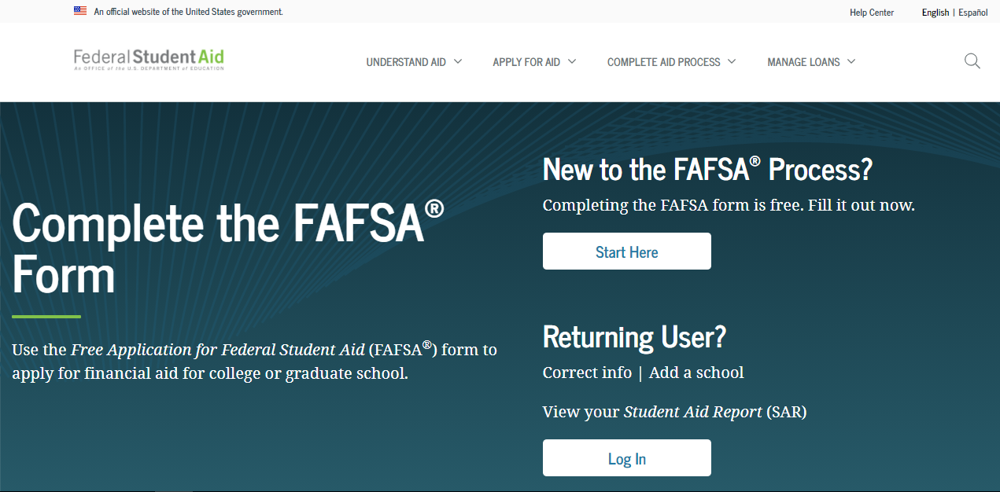 An official website of the United States government.
Help Center
English | Español
Federal Student Aid
An OFFICE of the U.S. DEPARTMENT of EDUCATION
UNDERSTAND AID
APPLY FOR AID
COMPLETE AID PROCESS
MANAGE LOANS
Complete the FAFSA®
Form
Use the Free Application for Federal Student Aid (FAFSA®) form to
apply for financial aid for college or graduate school.
New to the FAFSA® Process?
Completing the FAFSA form is free. Fill it out now.
Start Here
Returning User?
Correct info | Add a school
View your Student Aid Report (SAR)
Log In